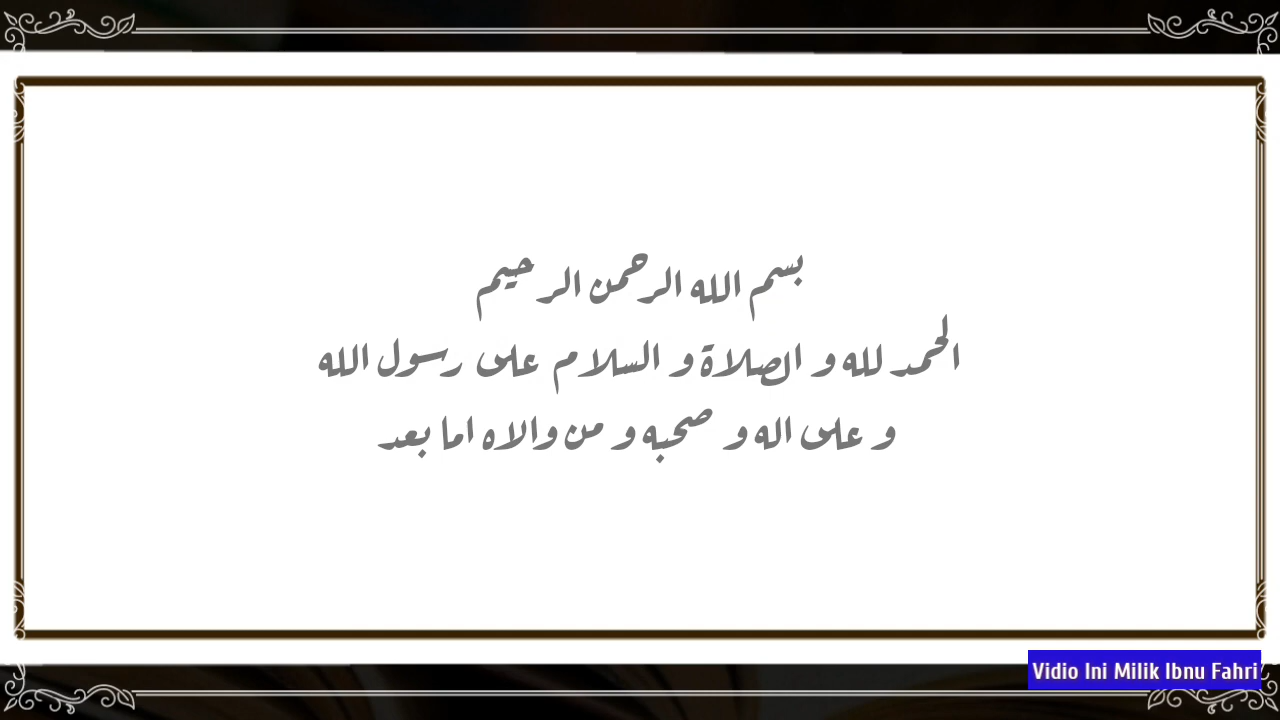 بسم الله الرحمن الرحيم
الحمد لله و الصلاة و السلام على رسول الله
و على اله و صحبه و من والاه اما بعد
Vidio Ini Milik Ibnu Fahri